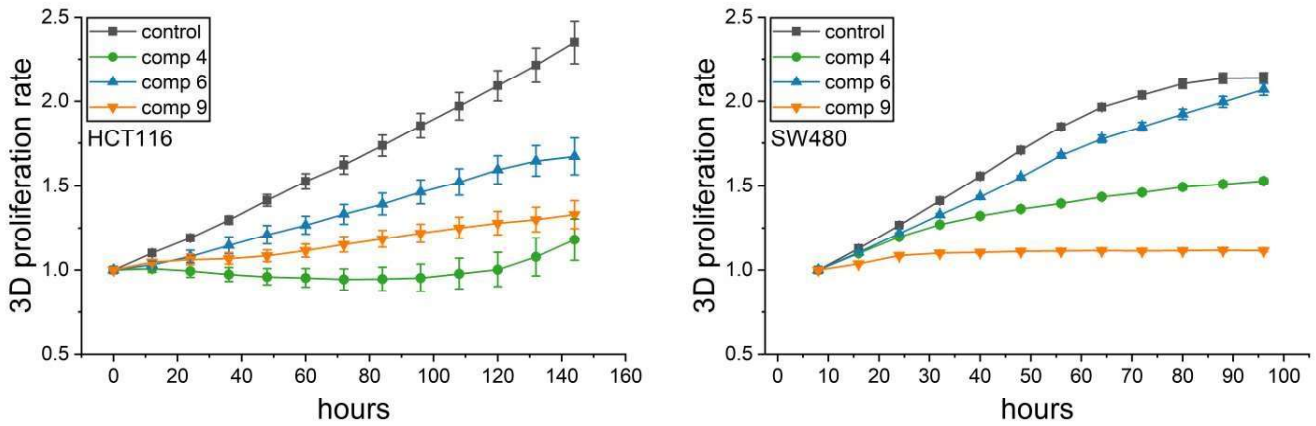 3D proliferation rate
2.5
2.0
1.5
1.0
0.5
control
comp 4
comp 6
comp 9
HCT116
0 20 40 60 80 100 120 140 160
hours
3D proliferation rate
2.5
2.0
1.5
1.0
0.5
control
comp 4
comp 6
comp 9
SW480
0 10 20 30 40 50 60 70 80 90 100
hours